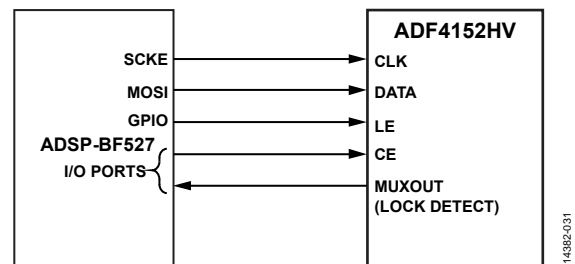 ADF4152HV
SCKE
CLK
MOSI
DATA
GPIO
LE
ADSP-BF527
CE
I/O PORTS
MUXOUT
(LOCK DETECT)
14382-031